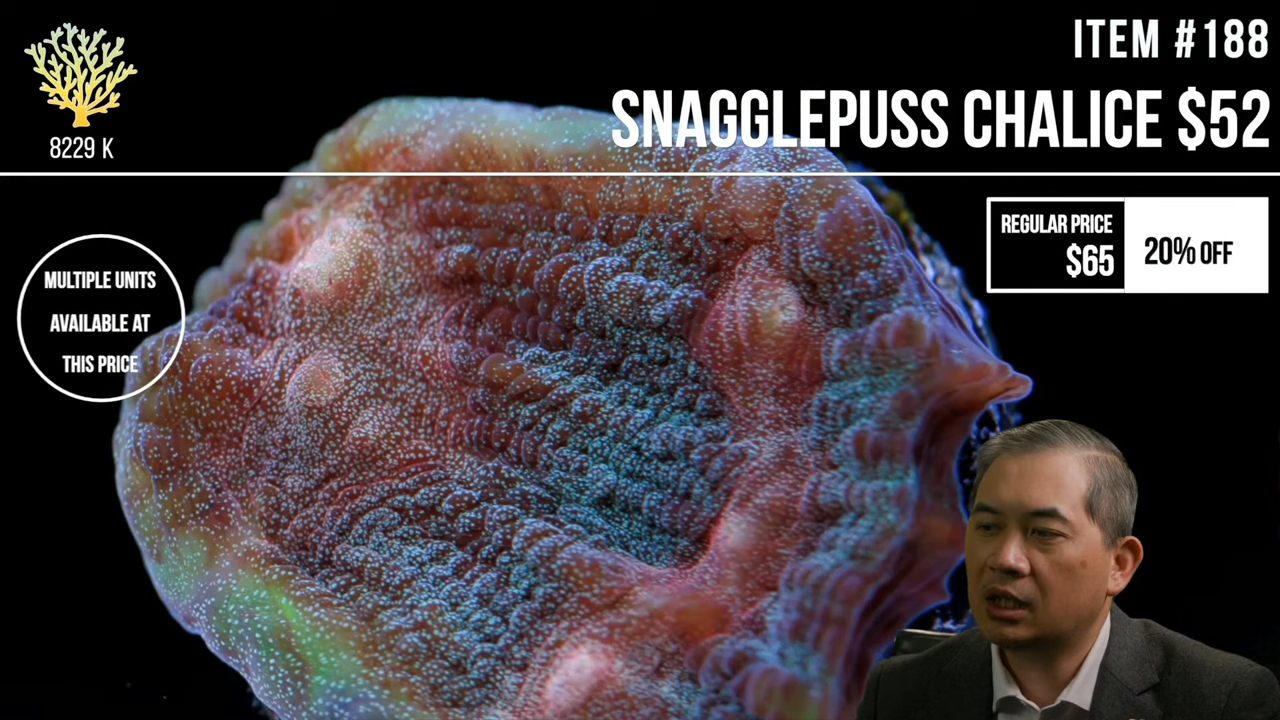 ITEM #188
SNAGGLEPUSS CHALICE $52
8229 K
REGULAR PRICE
$65
20% OFF
MULTIPLE UNITS
AVAILABLE AT
THIS PRICE